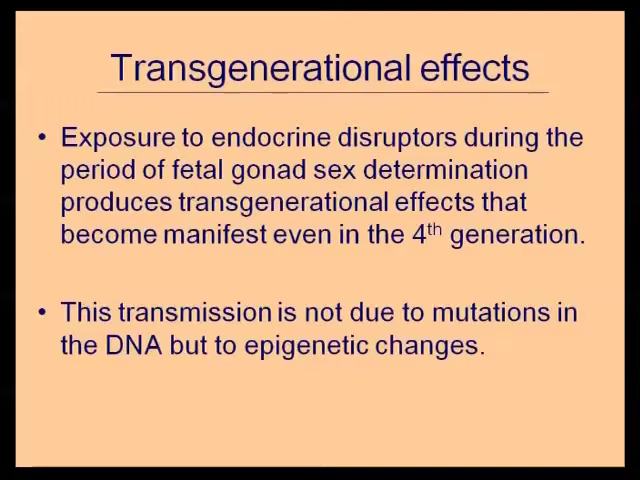 Transgenerational effects
• Exposure to endocrine disruptors during the
period of fetal gonad sex determination
produces transgenerational effects that
become manifest even in the 4th generation.
• This transmission is not due to mutations in
the DNA but to epigenetic changes.